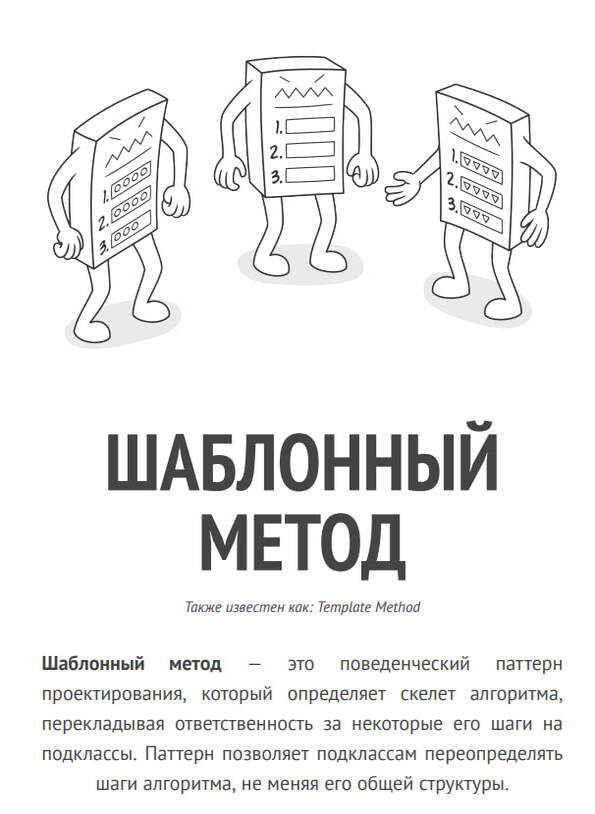 1.
2.
3.
1.
2.
3.
1.
2.
3.
ШАБЛОННЫЙ
МЕТОД
Также известен как: Template Method
Шаблонный метод — это поведенческий паттерн
проектирования, который определяет скелет алгоритма,
перекладывая ответственность за некоторые его шаги на
подклассы. Паттерн позволяет подклассам переопределять
шаги алгоритма, не меняя его общей структуры.